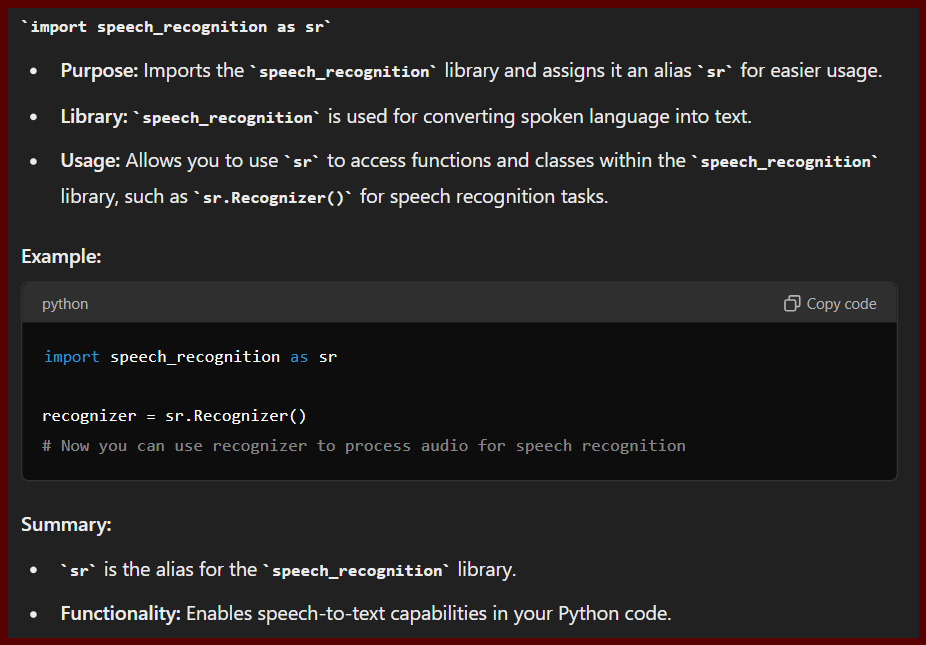 `import speech_recognition as sr`
• Purpose: Imports the `speech_recognition` library and assigns it an alias `sr` for easier usage.
• Library: `speech_recognition` is used for converting spoken language into text.
• Usage: Allows you to use `sr` to access functions and classes within the `speech_recognition`
library, such as `sr.Recognizer()` for speech recognition tasks.
Example:
python
Copy code
import speech_recognition as sr
recognizer = sr.Recognizer()
# Now you can use recognizer to process audio for speech recognition
Summary:
• `sr` is the alias for the `speech_recognition` library.
• Functionality: Enables speech-to-text capabilities in your Python code.